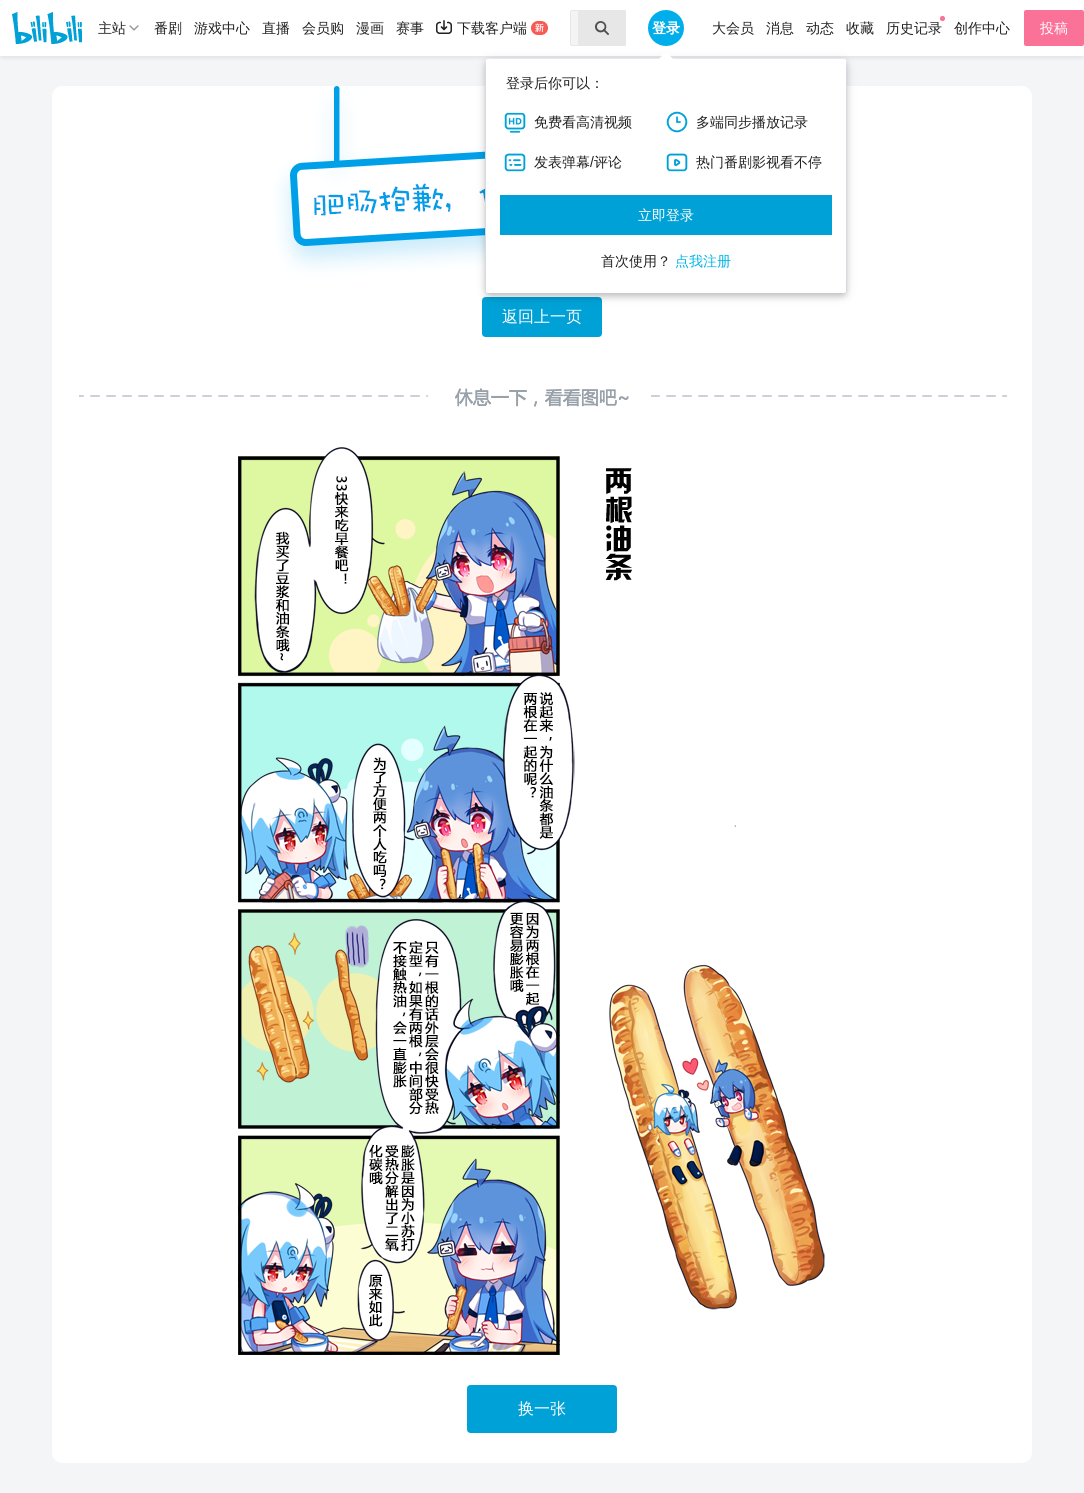 bilibili
主站
番剧
游戏中心
直播
会员购
漫画
赛事
下载客户端
新
登录
大会员
消息
动态
收藏
历史记录
创作中心
投稿
登录后你可以：
HD
免费看高清视频
多端同步播放记录
发表弹幕/评论
热门番剧影视看不停
立即登录
首次使用？ 点我注册
肥肠抱歉，
返回上一页
休息一下，看看图吧~
两根油条
33快来吃早餐吧！
我买了豆浆和油条哦~
说起来，为什么油条都是
两根在一起的呢？
为了方便两个人吃吗？
因为两根在一起
更容易膨胀哦
只有一根的话外层会很快受热
定型，如果有两根，中间部分
不接触热油，会一直膨胀
膨胀是因为小苏打
受热分解出了二氧
化碳哦
原来如此
换一张